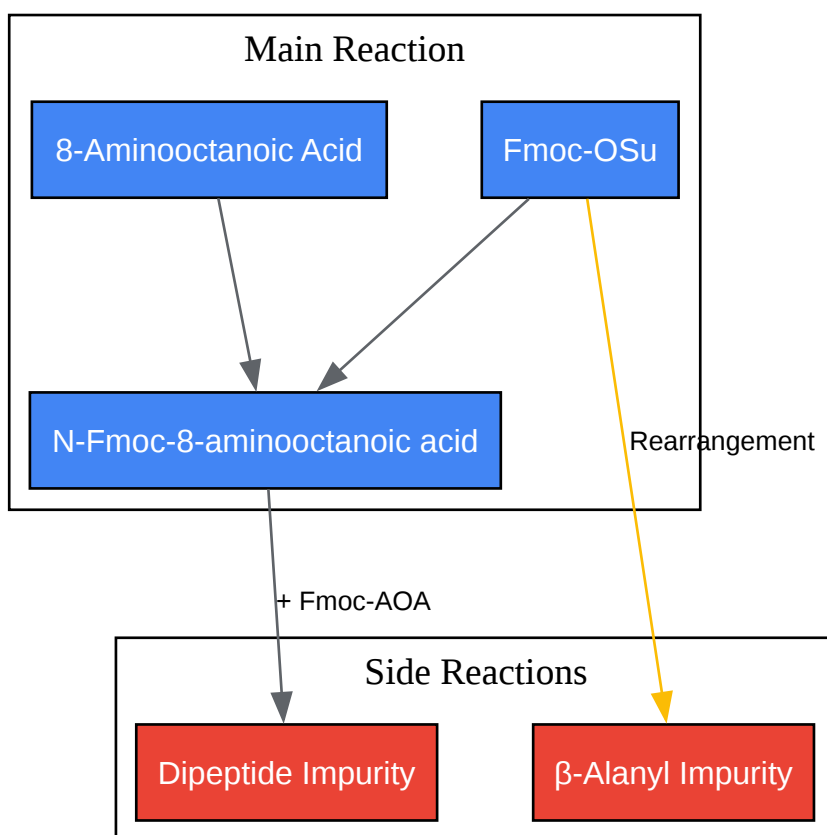 Main Reaction
8-Aminooctanoic Acid
Fmoc-OSu
N-Fmoc-8-aminooctanoic acid
Rearrangement
+ Fmoc-AOA
Side Reactions
Dipeptide Impurity
β-Alanyl Impurity